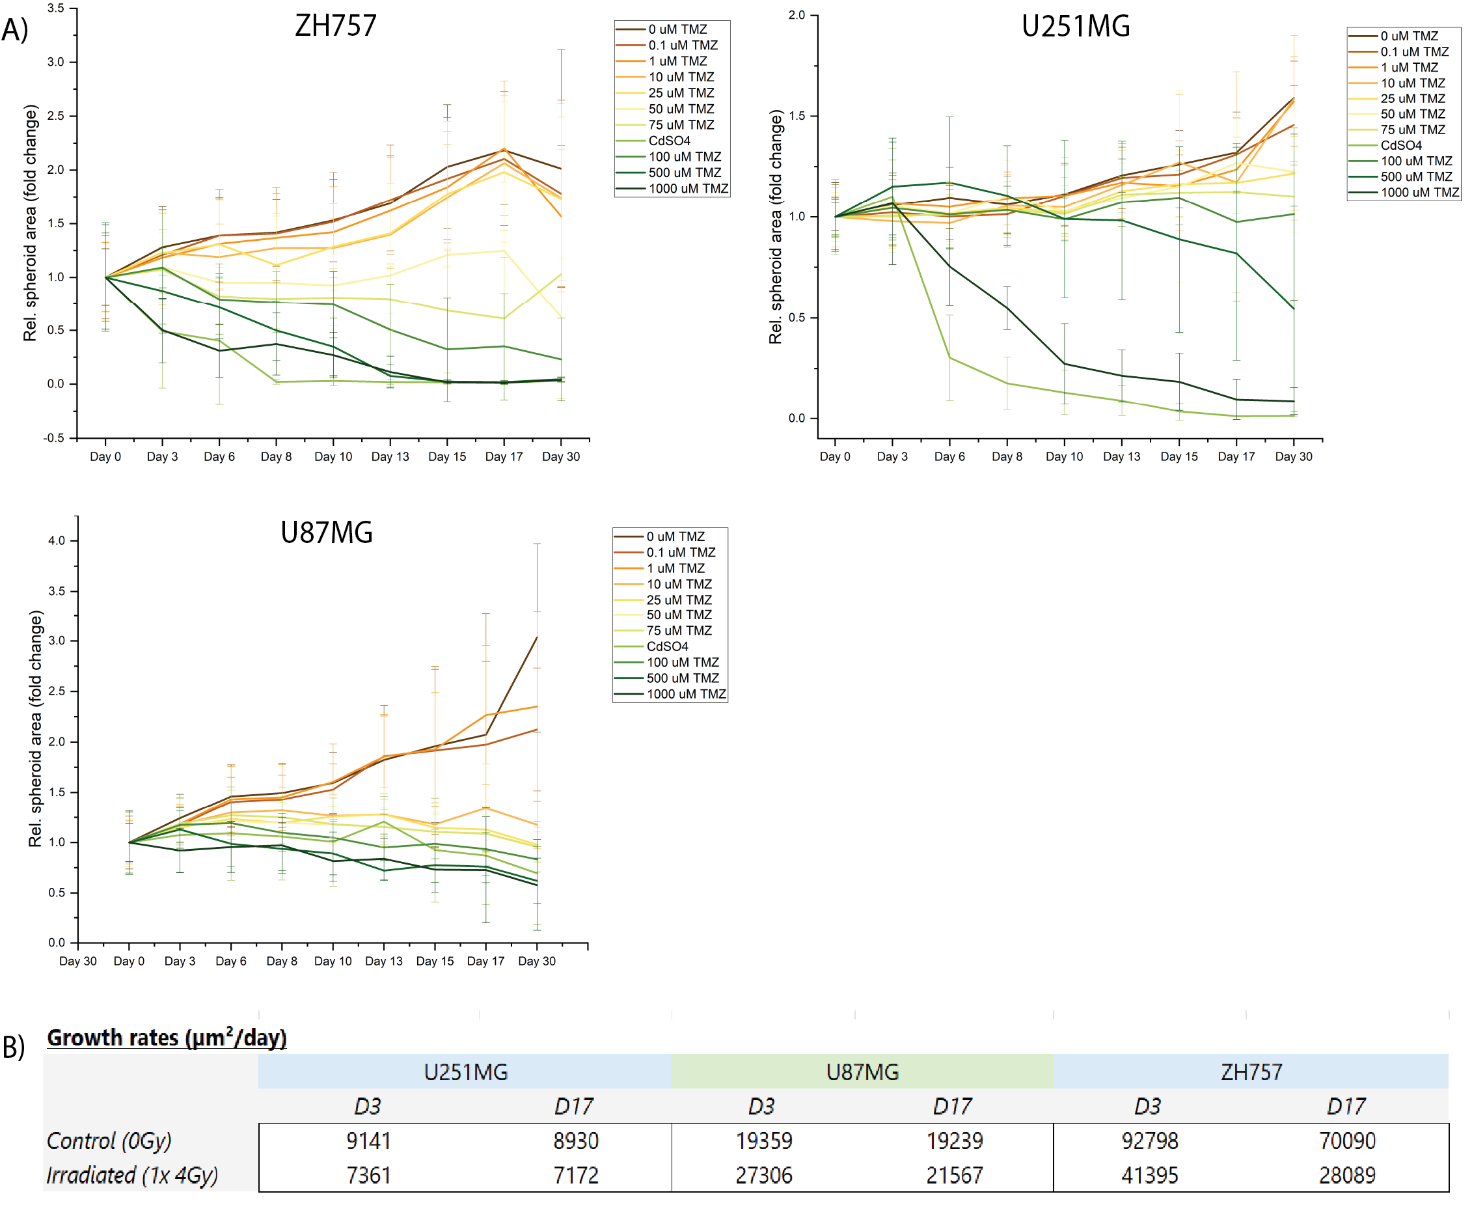 A)
ZH757
3.5
3.0
2.5
2.0
1.5
1.0
0.5
0.0
-0.5
Rel. spheroid area (fold change)
Day 0 Day 3 Day 6 Day 8 Day 10 Day 13 Day 15 Day 17 Day 30
0 uM TMZ
0.1 uM TMZ
1 uM TMZ
10 uM TMZ
25 uM TMZ
50 uM TMZ
75 uM TMZ
CdSO4
100 uM TMZ
500 uM TMZ
1000 uM TMZ
U251MG
2.0
1.5
1.0
0.5
0.0
Rel. spheroid area (fold change)
Day 0 Day 3 Day 6 Day 8 Day 10 Day 13 Day 15 Day 17 Day 30
0 uM TMZ
0.1 uM TMZ
1 uM TMZ
10 uM TMZ
25 uM TMZ
50 uM TMZ
75 uM TMZ
CdSO4
100 uM TMZ
500 uM TMZ
1000 uM TMZ
U87MG
4.0
3.5
3.0
2.5
2.0
1.5
1.0
0.5
0.0
Rel. spheroid area (fold change)
Day 30 Day 0 Day 3 Day 6 Day 8 Day 10 Day 13 Day 15 Day 17 Day 30
0 uM TMZ
0.1 uM TMZ
1 uM TMZ
10 uM TMZ
25 uM TMZ
50 uM TMZ
75 uM TMZ
CdSO4
100 uM TMZ
500 uM TMZ
1000 uM TMZ
B)
Growth rates (µm²/day)
U251MG U87MG ZH757
D3 D17 D3 D17 D3 D17
Control (0Gy) 9141 8930 19359 19239 92798 70090
Irradiated (1x 4Gy) 7361 7172 27306 21567 41395 28089